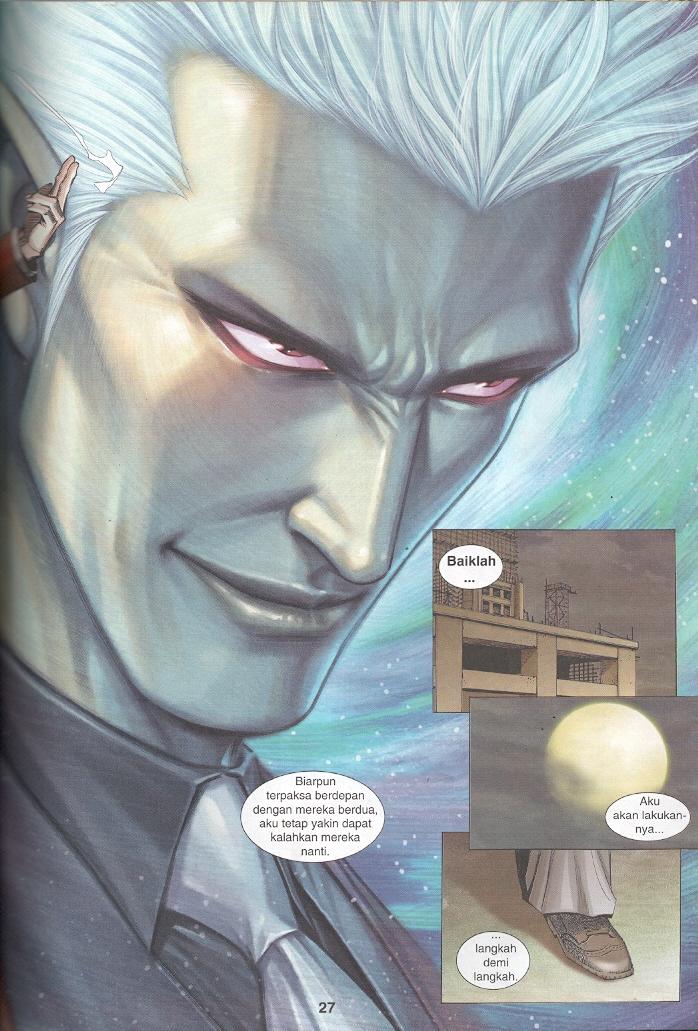 Baiklah
...
Biarpun
terpaksa berdepan
dengan mereka berdua,
aku tetap yakin dapat
kalahkan mereka
nanti.
Aku
akan lakukan-
nya...
...
langkah
demi
langkah.
27